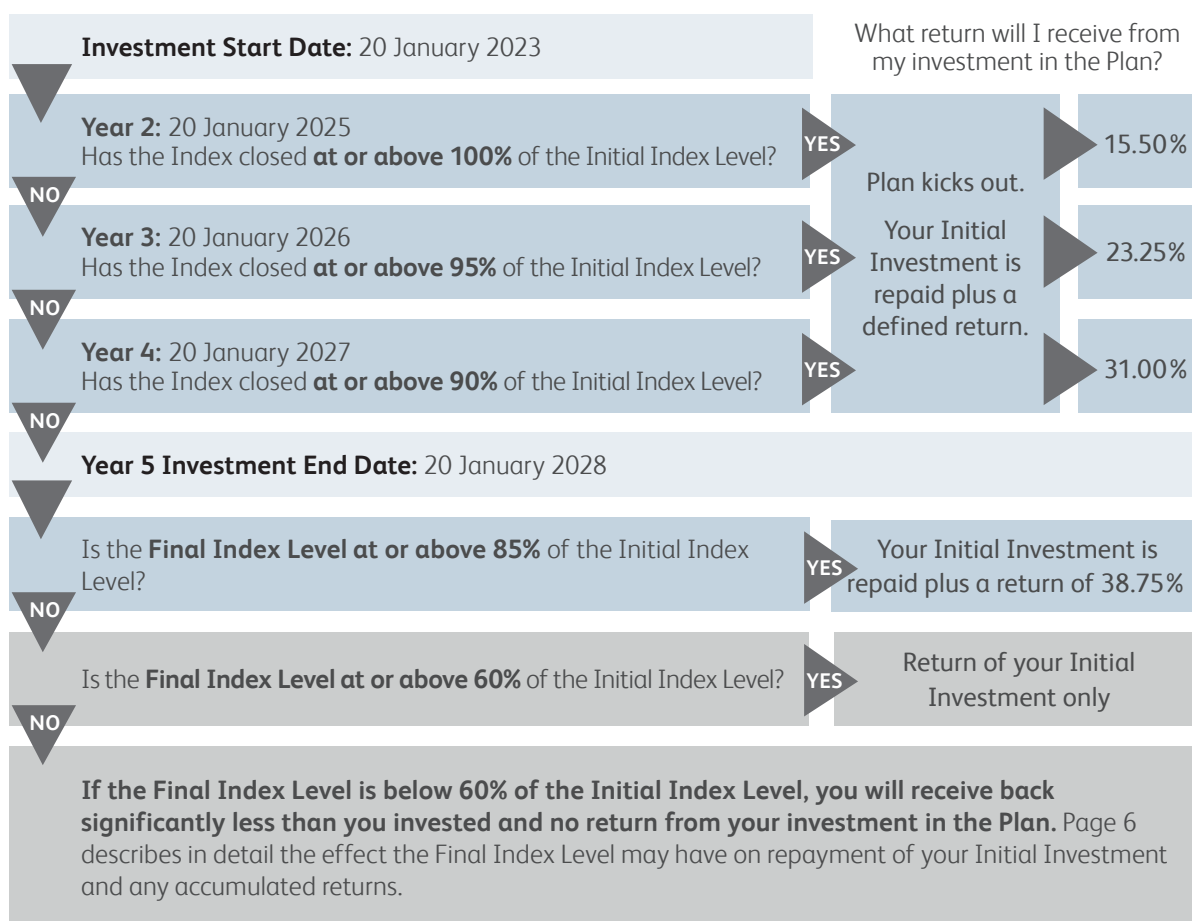 Investment Start Date: 20 January 2023
What return will I receive from
my investment in the Plan?
Year 2: 20 January 2025
Has the Index closed at or above 100% of the Initial Index Level?
YES
15.50%
NO
Plan kicks out.
Your Initial
Investment is
repaid plus a
defined return.
Year 3: 20 January 2026
Has the Index closed at or above 95% of the Initial Index Level?
YES
23.25%
NO
Year 4: 20 January 2027
Has the Index closed at or above 90% of the Initial Index Level?
YES
31.00%
NO
Year 5 Investment End Date: 20 January 2028
Is the Final Index Level at or above 85% of the Initial Index
Level?
YES
Your Initial Investment is
repaid plus a return of 38.75%
NO
Is the Final Index Level at or above 60% of the Initial Index Level?
YES
Return of your Initial
Investment only
NO
If the Final Index Level is below 60% of the Initial Index Level, you will receive back
significantly less than you invested and no return from your investment in the Plan. Page 6
describes in detail the effect the Final Index Level may have on repayment of your Initial Investment
and any accumulated returns.